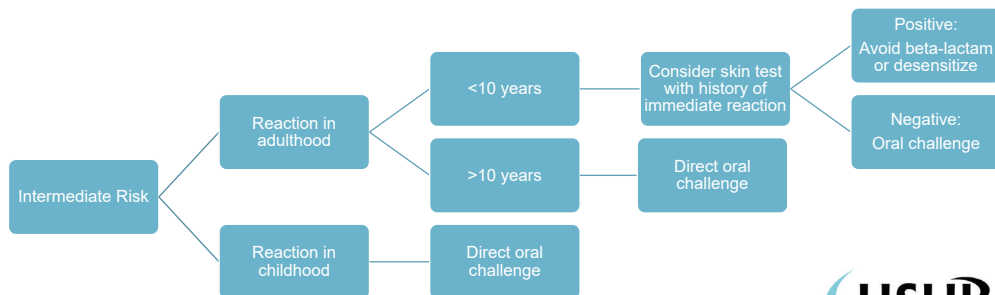 Intermediate Risk
Reaction in
adulthood
<10 years
Consider skin test
with history of
immediate reaction
Positive:
Avoid beta-lactam
or desensitize
Negative:
Oral challenge
>10 years
Direct oral
challenge
Reaction in
childhood
Direct oral
challenge